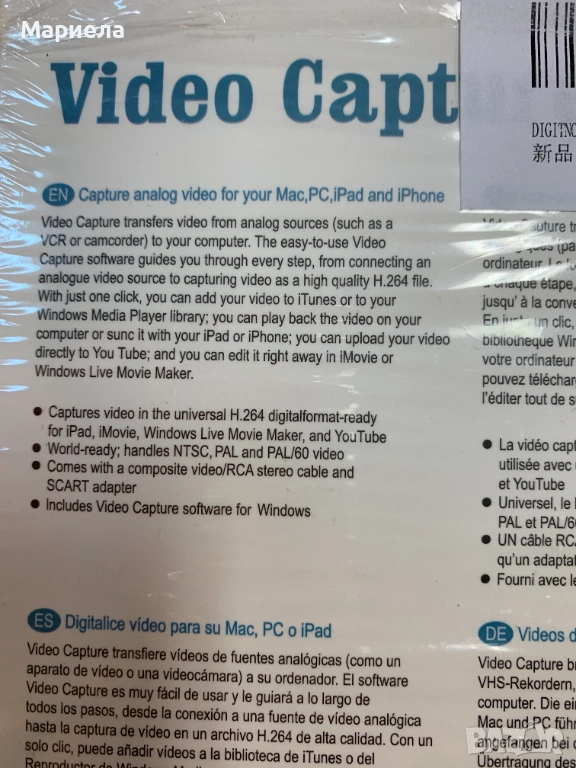 Мариела
Video Capt
DIGITNO
新品
EN Capture analog video for your Mac,PC,iPad and iPhone
Video Capture transfers video from analog sources (such as a
VCR or camcorder) to your computer. The easy-to-use Video
Capture software guides you through every step, from connecting an
analogue video source to capturing video as a high quality H.264 file.
With just one click, you can add your video to iTunes or to your
Windows Media Player library; you can play back the video on your
computer or sunc it with your iPad or iPhone; you can upload your video
directly to You Tube; and you can edit it right away in iMovie or
Windows Live Movie Maker.
● Captures video in the universal H.264 digitalformat-ready
for iPad, iMovie, Windows Live Movie Maker, and YouTube
● World-ready; handles NTSC, PAL and PAL/60 video
● Comes with a composite video/RCA stereo cable and
SCART adapter
● Includes Video Capture software for Windows
ordinateur.
chaque étape,
jusqu' à la conve
un clic,
bibliothèque Win
votre ordinateur
pouvez télécharg
l'éditer tout de su
● La vidéo capt
utilisée avec
et YouTube
● Universel, le
PAL et PAL/6
● UN câble RCA
qu'un adaptat
● Fourni avec le
ES Digitalice vídeo para su Mac, PC o iPad
Video Capture transfiere vídeos de fuentes analógicas (como un
aparato de vídeo o una videocámara) a su ordenador. El software
Video Capture es muy fácil de usar y le guiará a lo largo de
todos los pasos, desde la conexión a una fuente de vídeo analógica
hasta la captura de vídeo en un archivo H.264 de alta calidad. Con un
solo clic, puede añadir vídeos a la biblioteca de iTunes o del
Reproductor de Windows
DE Videos d
Video Capture br
VHS-Rekordern,
computer. Die ein
Mac und PC führ
angefangen bei d
Übertragung des